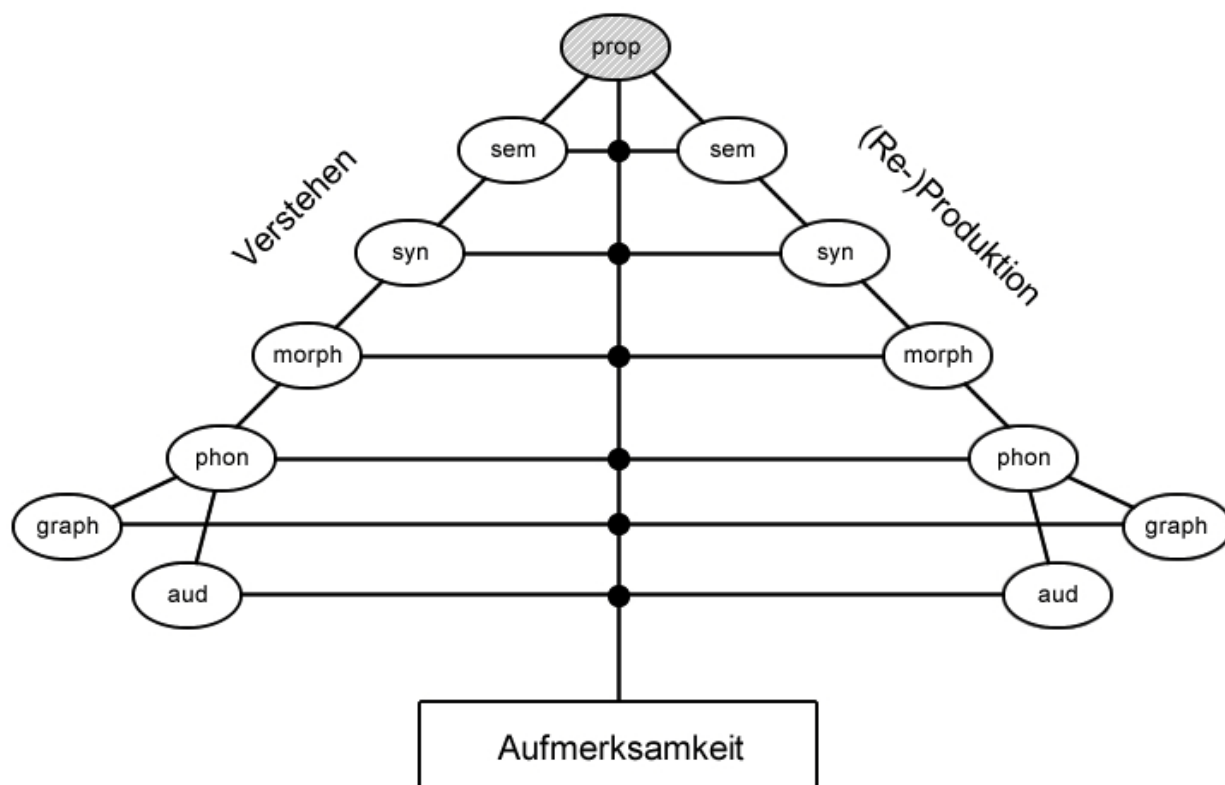 prop
sem sem
Verstehen
(Re-)Produktion
syn syn
morph morph
phon phon
graph graph
aud aud
Aufmerksamkeit